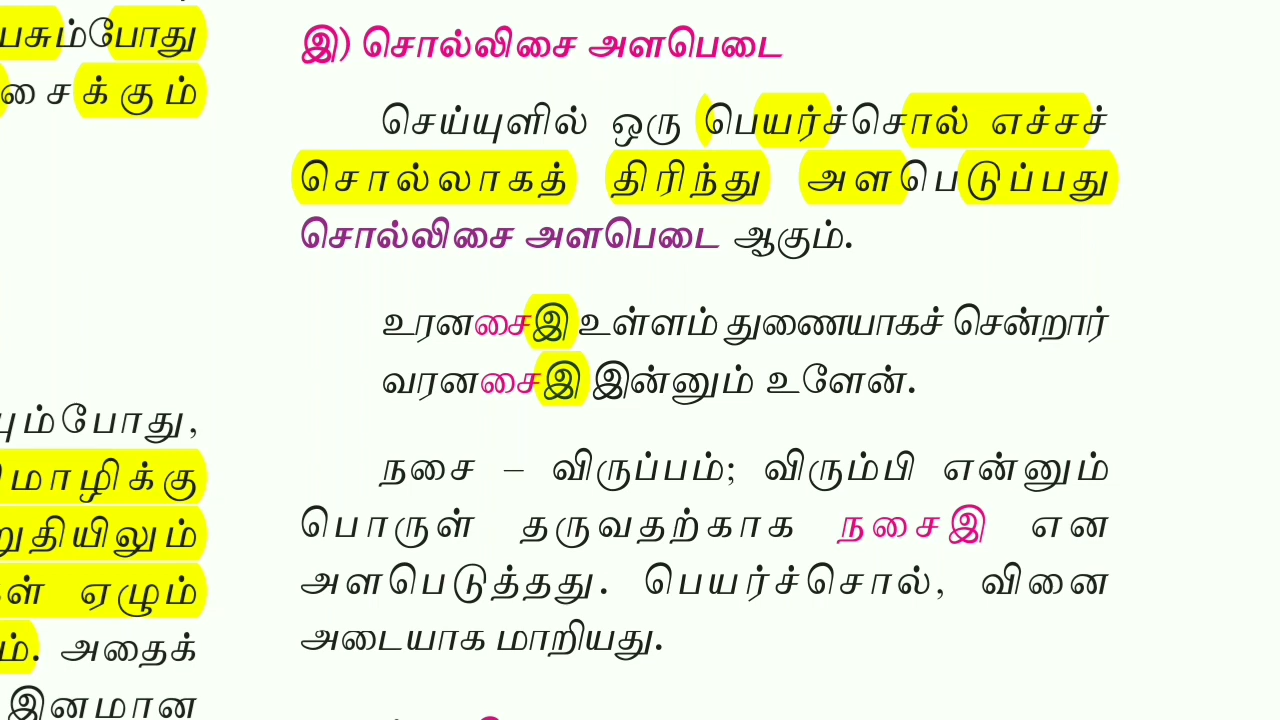 பேசும்போது
சைக்கும்
யும்போது,
மொழிக்கு
றுதியிலும்
கள் ஏழும்
ம். அதைக்
இனமான
இ) சொல்லிசை அளபெடை
செய்யுளில் ஒரு பெயர்ச்சொல் எச்சச்
சொல்லாகத் திரிந்து அளபெடுப்பது
சொல்லிசை அளபெடை ஆகும்.
உரனசைஇ உள்ளம் துணையாகச் சென்றார்
வரனசைஇ இன்னும் உளேன்.
நசை – விருப்பம்; விரும்பி என்னும்
பொருள் தருவதற்காக நசைஇ என
அளபெடுத்தது. பெயர்ச்சொல், வினை
அடையாக மாறியது.